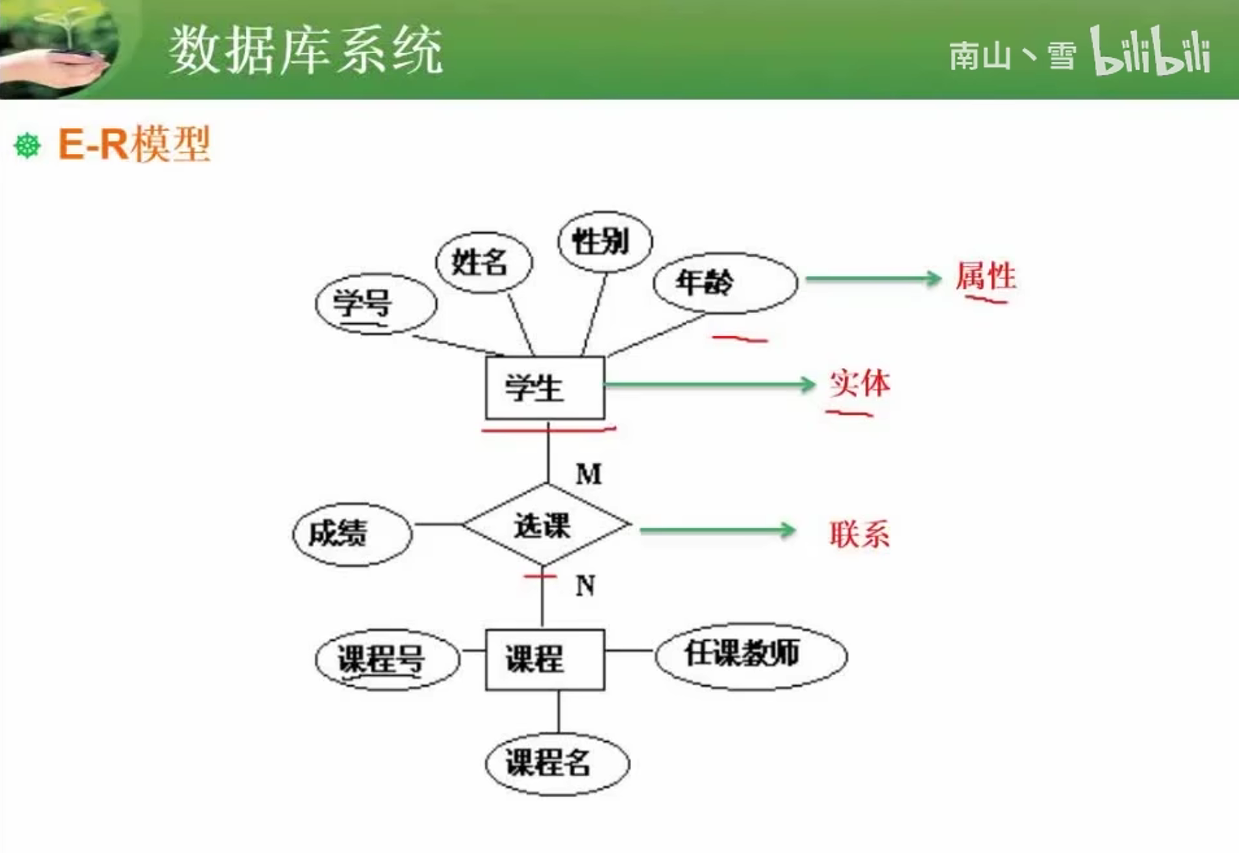 数据库系统
南山丶雪 bilibili
E-R模型
性别
姓名
年龄
属性
学号
学生
实体
M
成绩
选课
联系
N
课程号
课程
任课教师
课程名